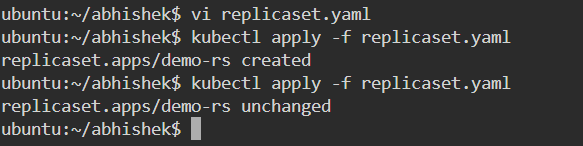 ubuntu:~/abhishek$ vi replicaset.yaml
ubuntu:~/abhishek$ kubectl apply -f replicaset.yaml
replicaset.apps/demo-rs created
ubuntu:~/abhishek$ kubectl apply -f replicaset.yaml
replicaset.apps/demo-rs unchanged
ubuntu:~/abhishek$